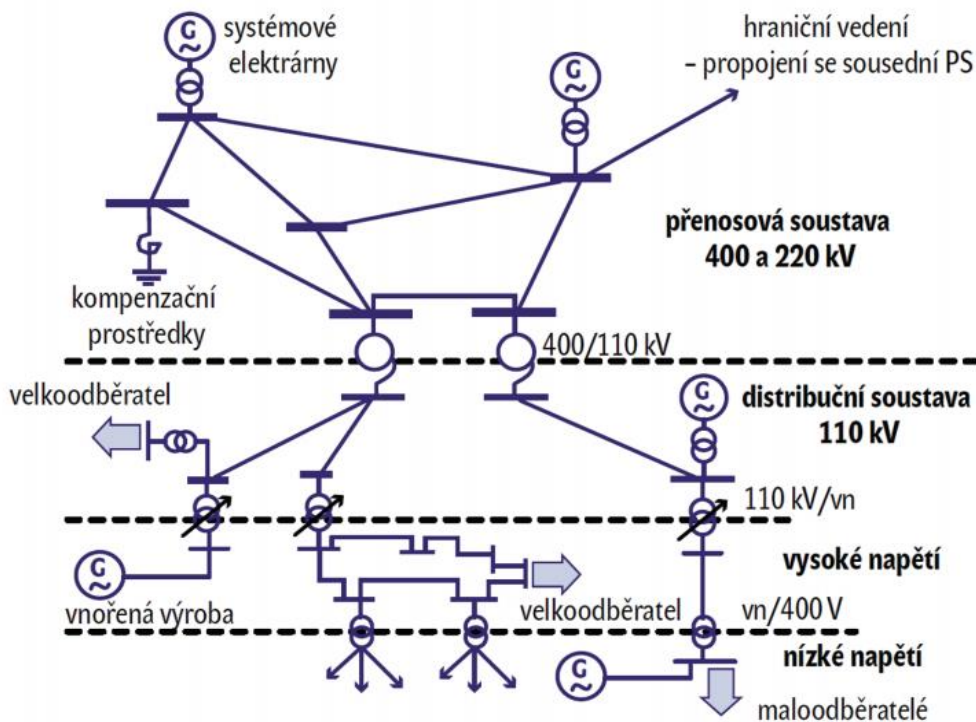 G
~
systémové
elektrárny
G
~
hraniční vedení
– propojení se sousední PS
přenosová soustava
400 a 220 kV
kompenzační
prostředky
400/110 kV
velkoodběratel
G
~
distribuční soustava
110 kV
110 kV/vn
G
~
vnořená výroba
vysoké napětí
velkoodběratel
vn/400 V
nízké napětí
G
~
maloodběratelé